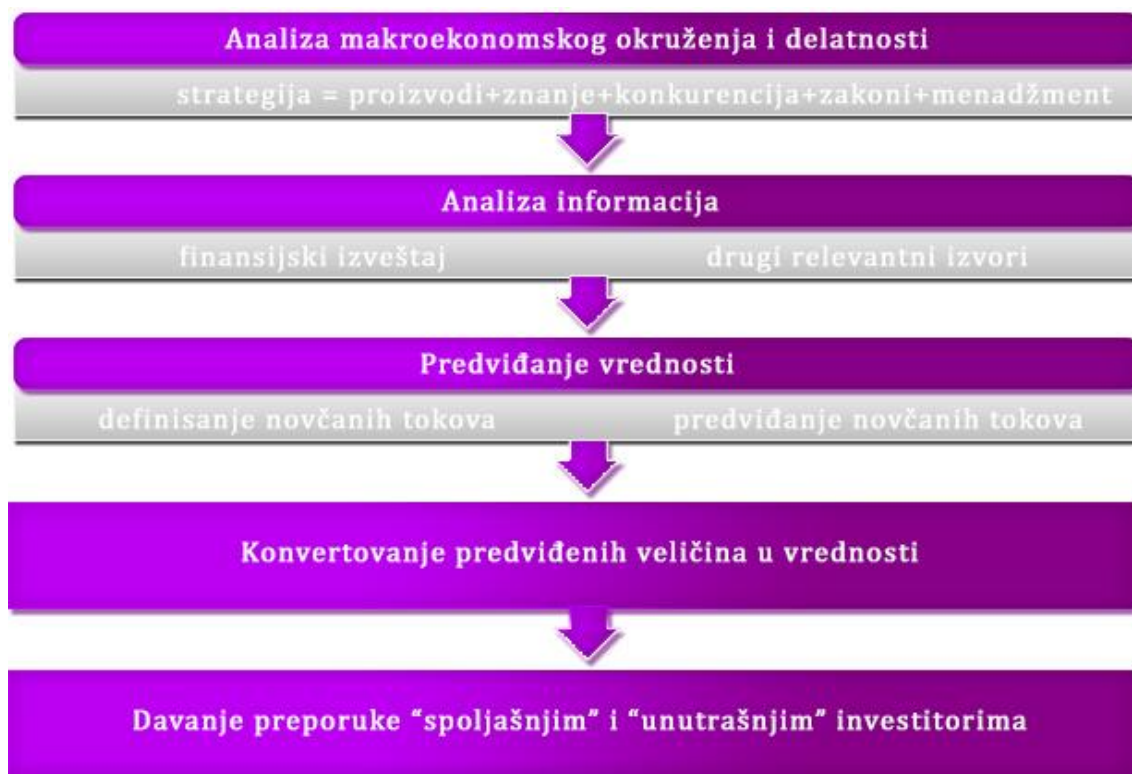 Analiza makroekonomskog okruženja i delatnosti
strategija = proizvodi+znanje+konkurencija+zakoni+menadžment
Analiza informacija
finansijski izveštaj
drugi relevantni izvori
Predviđanje vrednosti
definisanje novčanih tokova
predviđanje novčanih tokova
Konvertovanje predviđenih veličina u vrednosti
Davanje preporuke “spoljašnjim” i “unutrašnjim” investitorima